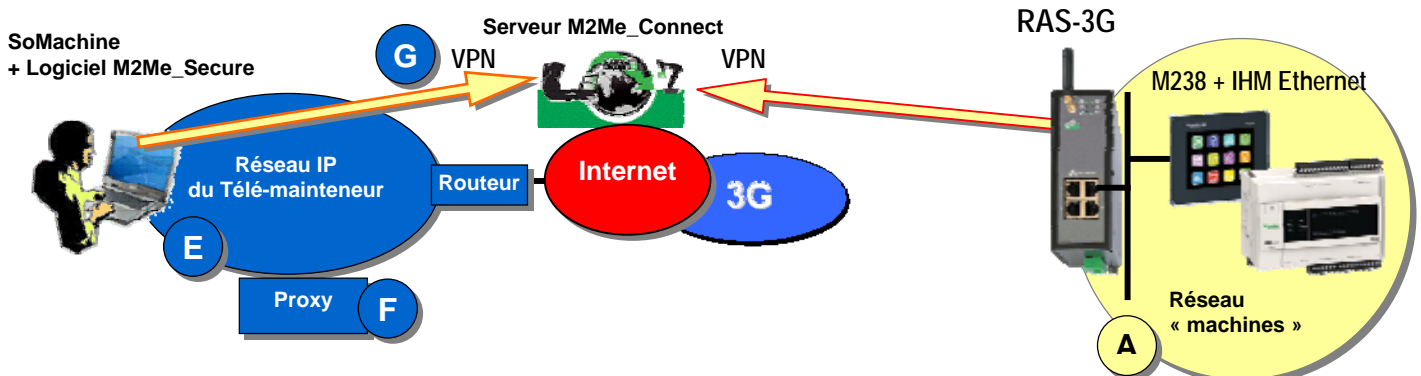 SoMachine
+ Logiciel M2Me_Secure
G
VPN
Serveur M2Me_Connect
VPN
RAS-3G
M238 + IHM Ethernet
Réseau IP
du Télé-mainteneur
Routeur
Internet
3G
E
Proxy
F
Réseau
« machines »
A